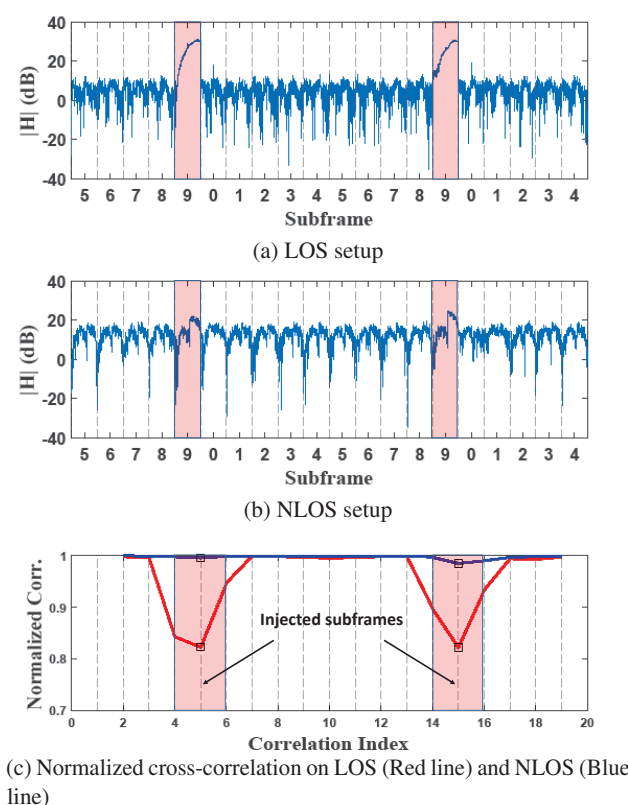 40
20
0
-20
-40
|H| (dB)
5 6 7 8 9 0 1 2 3 4 5 6 7 8 9 0 1 2 3 4
Subframe
(a) LOS setup
40
20
0
-20
-40
|H| (dB)
5 6 7 8 9 0 1 2 3 4 5 6 7 8 9 0 1 2 3 4
Subframe
(b) NLOS setup
1
0.9
0.8
0.7
Normalized Corr.
Injected subframes
0 2 4 6 8 10 12 14 16 18 20
Correlation Index
(c) Normalized cross-correlation on LOS (Red line) and NLOS (Blue
line)